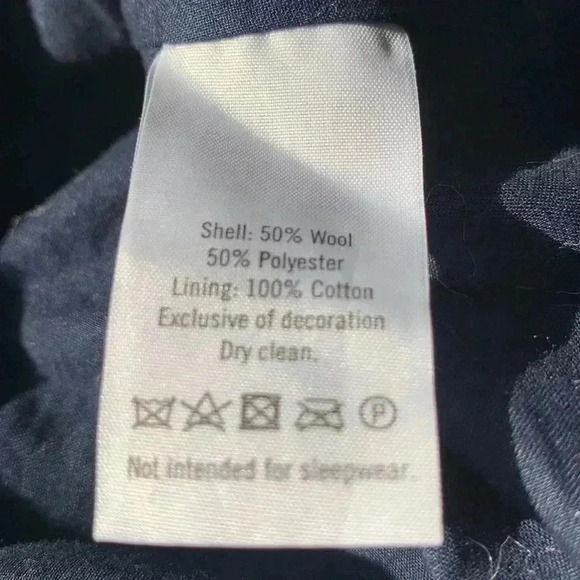 Shell: 50% Wool
50% Polyester
Lining: 100% Cotton
Exclusive of decoration
Dry clean.
P
Not intended for sleepwear.